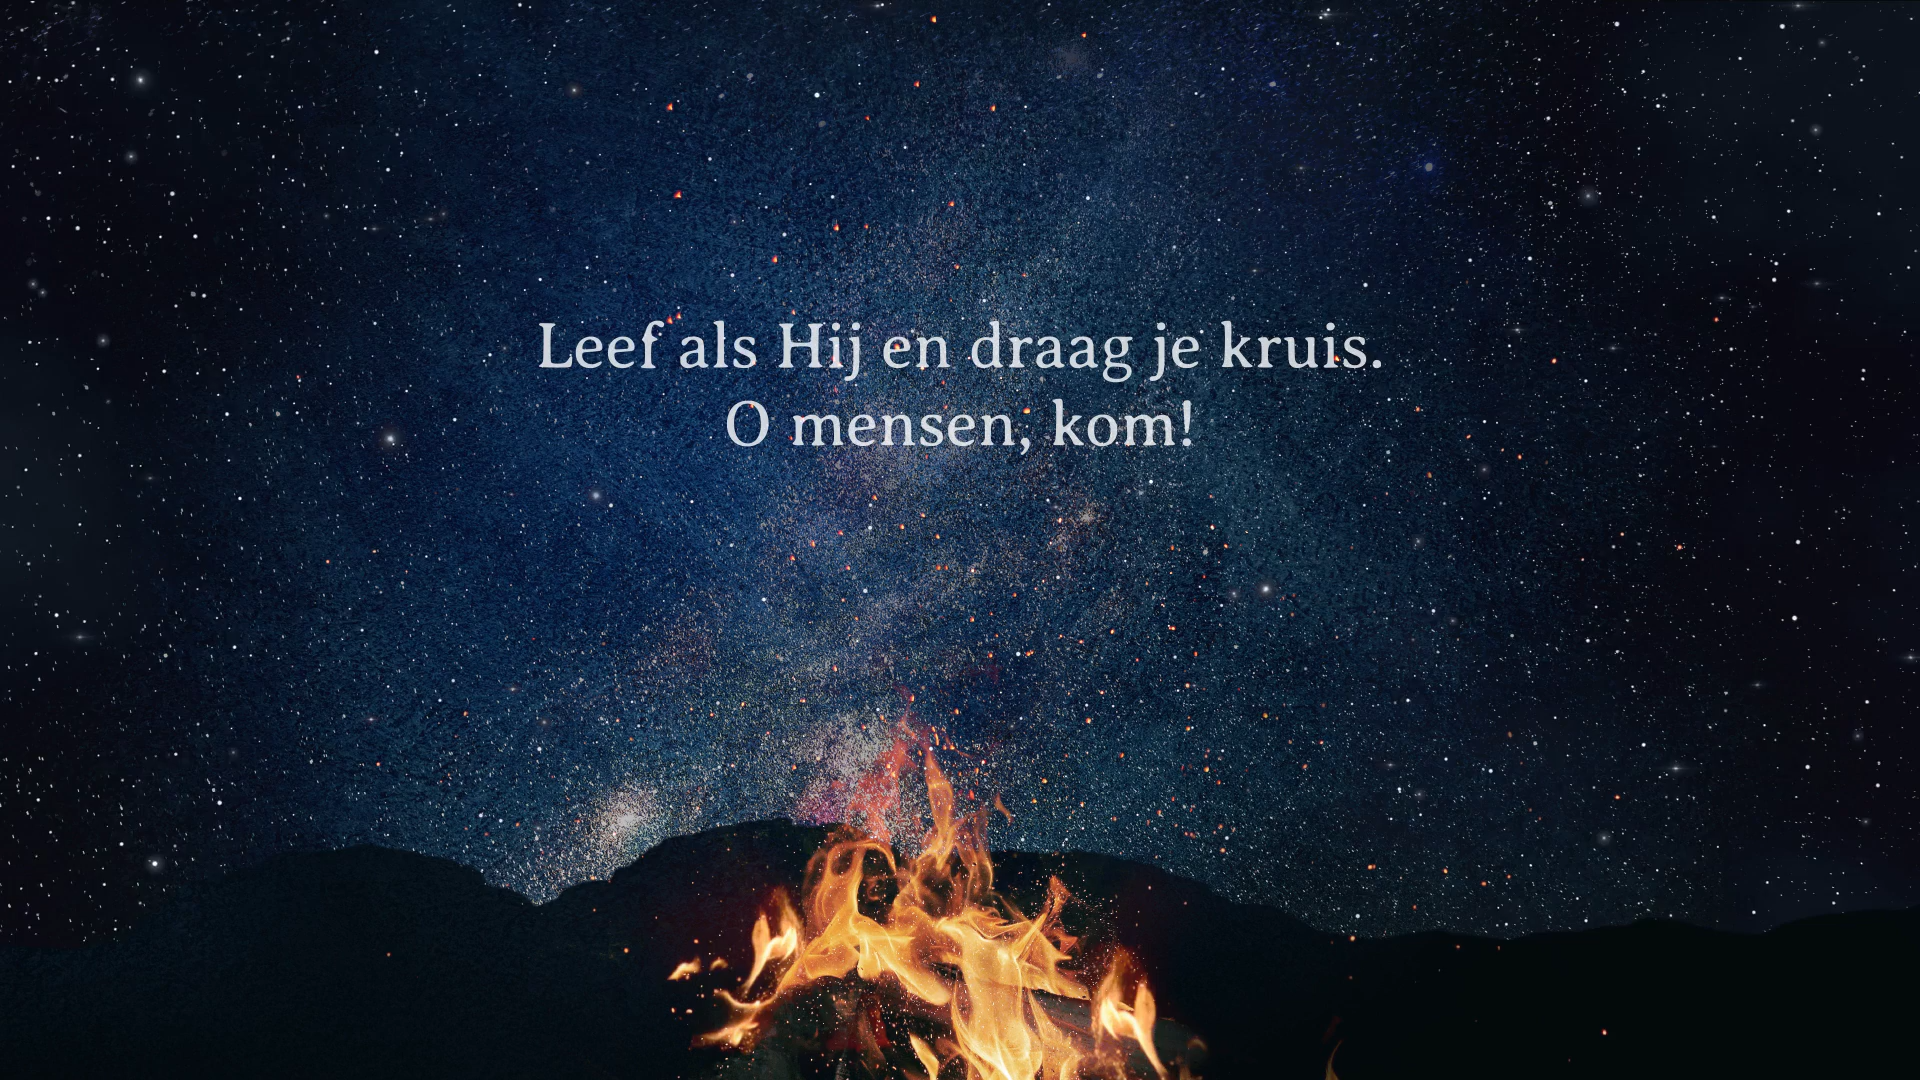 Leef als Hij en draag je kruis.
O mensen, kom!